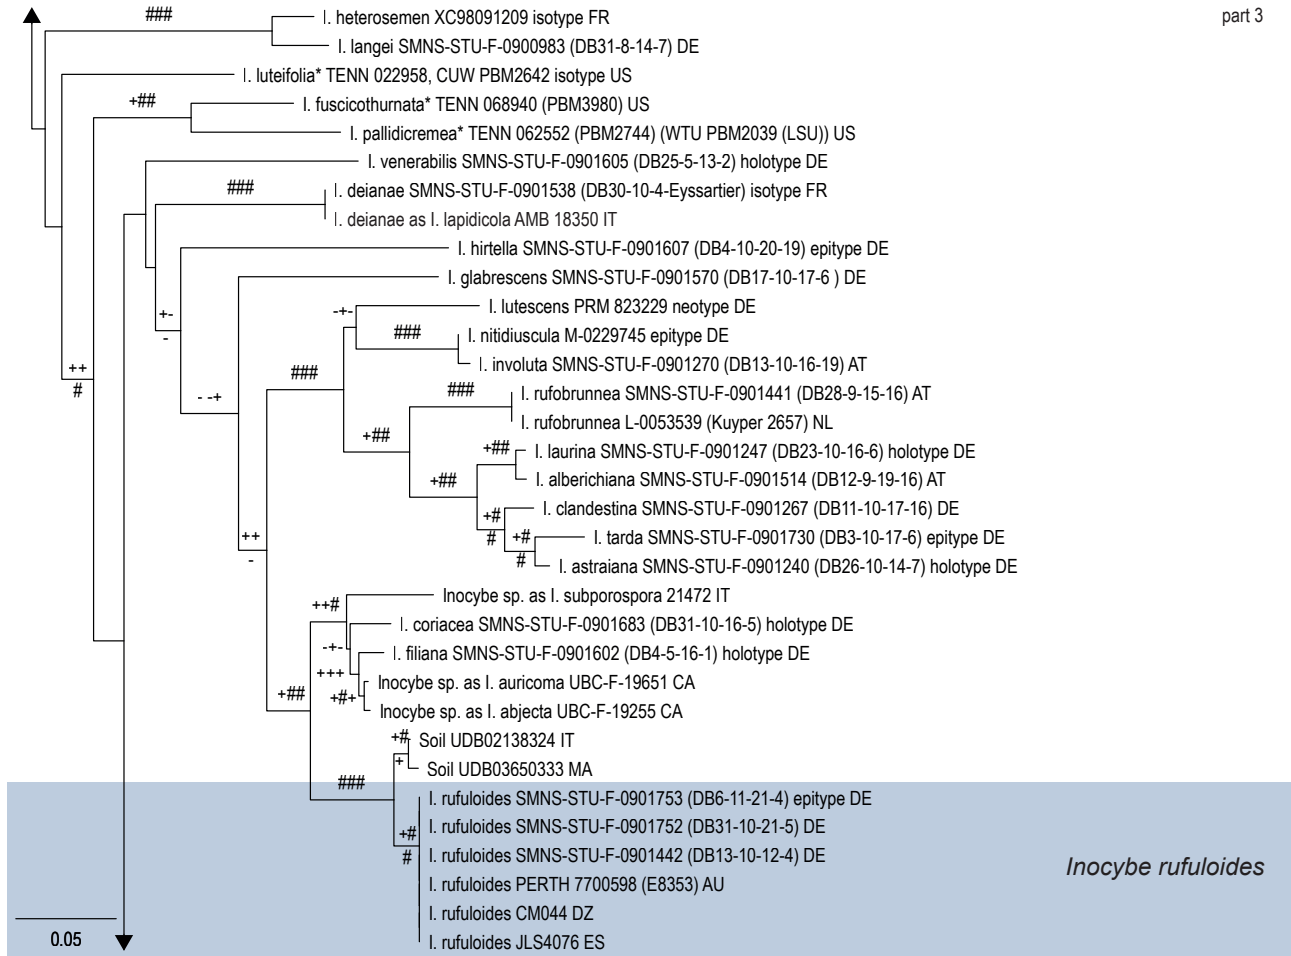 ###
I. heterosemen XC98091209 isotype FR
part 3
I. langei SMNS-STU-F-0900983 (DB31-8-14-7) DE
I. luteifolia* TENN 022958, CUW PBM2642 isotype US
+##
I. fuscicothurnata* TENN 068940 (PBM3980) US
I. pallidicremea* TENN 062552 (PBM2744) (WTU PBM2039 (LSU)) US
I. venerabilis SMNS-STU-F-0901605 (DB25-5-13-2) holotype DE
###
I. deianae SMNS-STU-F-0901538 (DB30-10-4-Eyssartier) isotype FR
I. deianae as I. lapidicola AMB 18350 IT
I. hirtella SMNS-STU-F-0901607 (DB4-10-20-19) epitype DE
I. glabrescens SMNS-STU-F-0901570 (DB17-10-17-6 ) DE
+-
-
-+-
I. lutescens PRM 823229 neotype DE
###
I. nitidiuscula M-0229745 epitype DE
I. involuta SMNS-STU-F-0901270 (DB13-10-16-19) AT
++
#
###
- -+
###
I. rufobrunnea SMNS-STU-F-0901441 (DB28-9-15-16) AT
I. rufobrunnea L-0053539 (Kuyper 2657) NL
+##
+##
I. laurina SMNS-STU-F-0901247 (DB23-10-16-6) holotype DE
+##
I. alberichiana SMNS-STU-F-0901514 (DB12-9-19-16) AT
+#
#
I. clandestina SMNS-STU-F-0901267 (DB11-10-17-16) DE
++
-
+#
#
I. tarda SMNS-STU-F-0901730 (DB3-10-17-6) epitype DE
I. astraiana SMNS-STU-F-0901240 (DB26-10-14-7) holotype DE
Inocybe sp. as I. subporospora 21472 IT
++#
I. coriacea SMNS-STU-F-0901683 (DB31-10-16-5) holotype DE
-+-
I. filiana SMNS-STU-F-0901602 (DB4-5-16-1) holotype DE
+++
Inocybe sp. as I. auricoma UBC-F-19651 CA
+##
+#+
Inocybe sp. as I. abjecta UBC-F-19255 CA
+#
+
Soil UDB02138324 IT
Soil UDB03650333 MA
###
I. rufuloides SMNS-STU-F-0901753 (DB6-11-21-4) epitype DE
I. rufuloides SMNS-STU-F-0901752 (DB31-10-21-5) DE
+#
#
I. rufuloides SMNS-STU-F-0901442 (DB13-10-12-4) DE
Inocybe rufuloides
I. rufuloides PERTH 7700598 (E8353) AU
I. rufuloides CM044 DZ
I. rufuloides JLS4076 ES
0.05